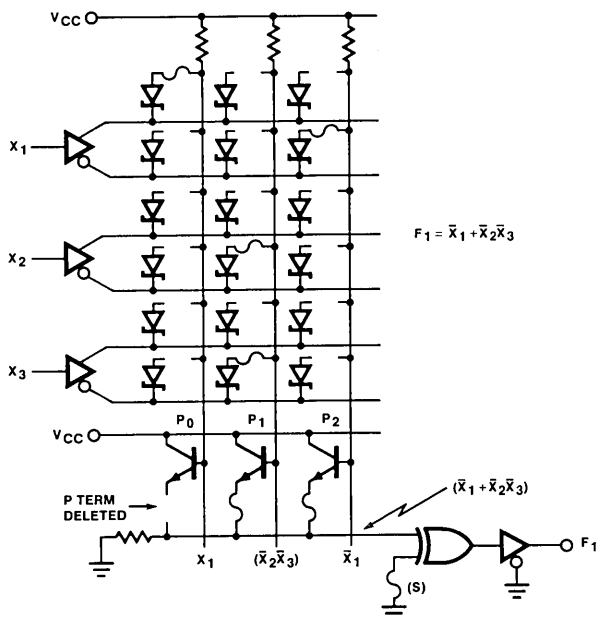 VCC
X1
X2
F1 = X̄1 + X̄2X̄3
X3
P0 P1 P2
VCC
P TERM
DELETED
(X̄1 + X̄2X̄3)
X1 (X̄2X̄3) X̄1
F1
(S)